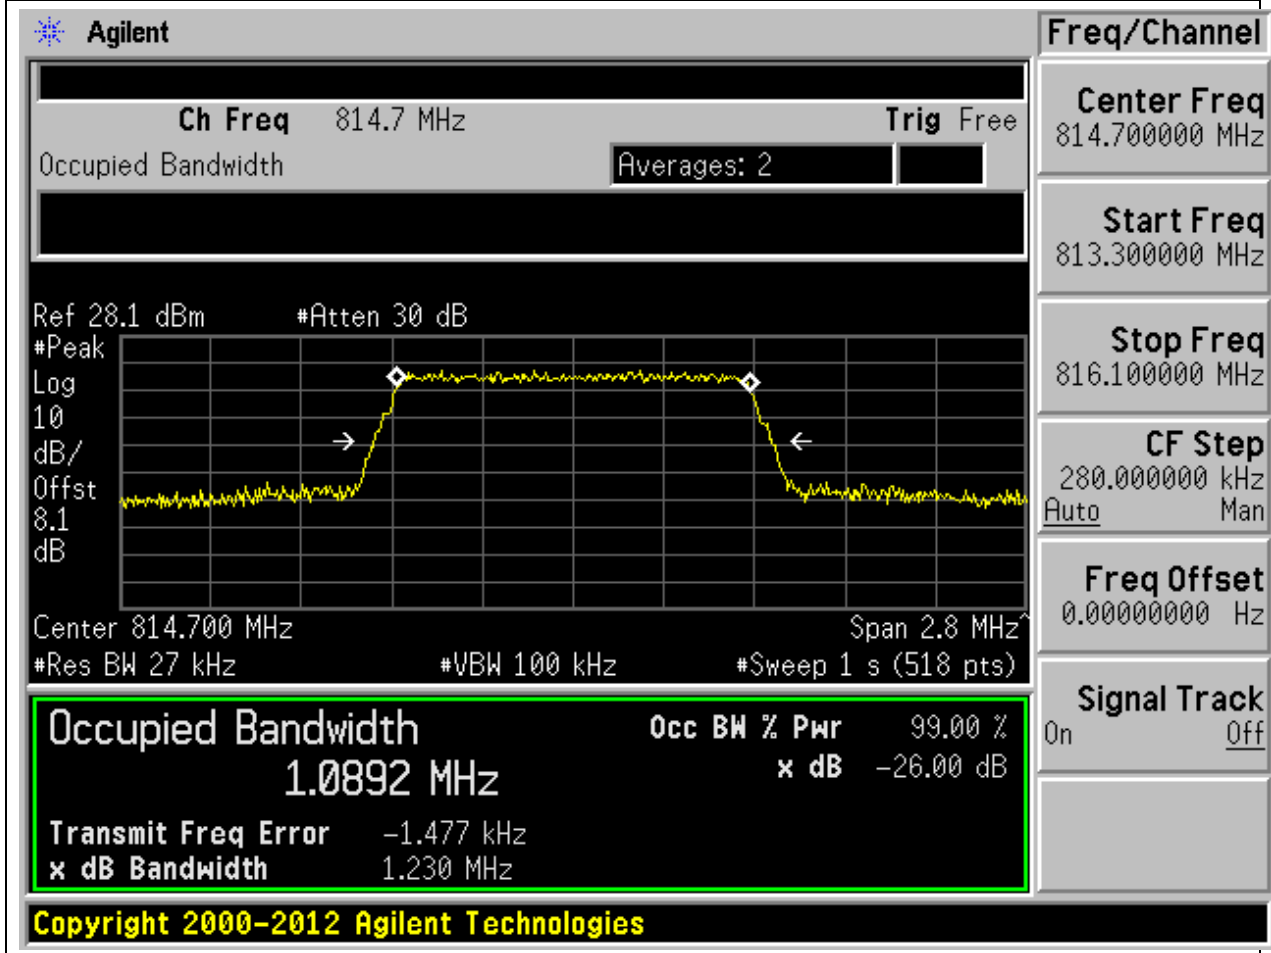 Agilent
Freq/Channel
Ch Freq 814.7 MHz Trig Free
Occupied Bandwidth Averages: 2
Center Freq
814.700000 MHz
Start Freq
813.300000 MHz
Stop Freq
816.100000 MHz
CF Step
280.000000 kHz
Auto Man
Freq Offset
0.00000000 Hz
Signal Track
On Off
Ref 28.1 dBm #Atten 30 dB
#Peak
Log
10
dB/
Offst
8.1
dB
Center 814.700 MHz Span 2.8 MHz^
#Res BW 27 kHz #VBW 100 kHz #Sweep 1 s (518 pts)
Occupied Bandwidth Occ BW % Pwr 99.00 %
1.0892 MHz x dB -26.00 dB
Transmit Freq Error -1.477 kHz
x dB Bandwidth 1.230 MHz
Copyright 2000-2012 Agilent Technologies